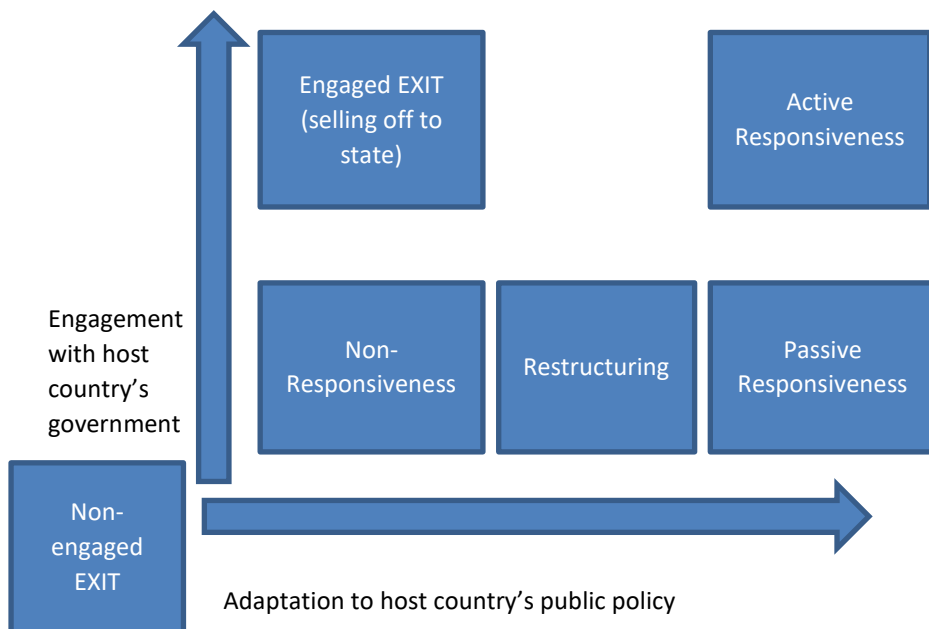 Engaged EXIT
(selling off to
state)
Active
Responsiveness
Engagement
with host
country’s
government
Non-
Responsiveness
Restructuring
Passive
Responsiveness
Non-
engaged
EXIT
Adaptation to host country’s public policy